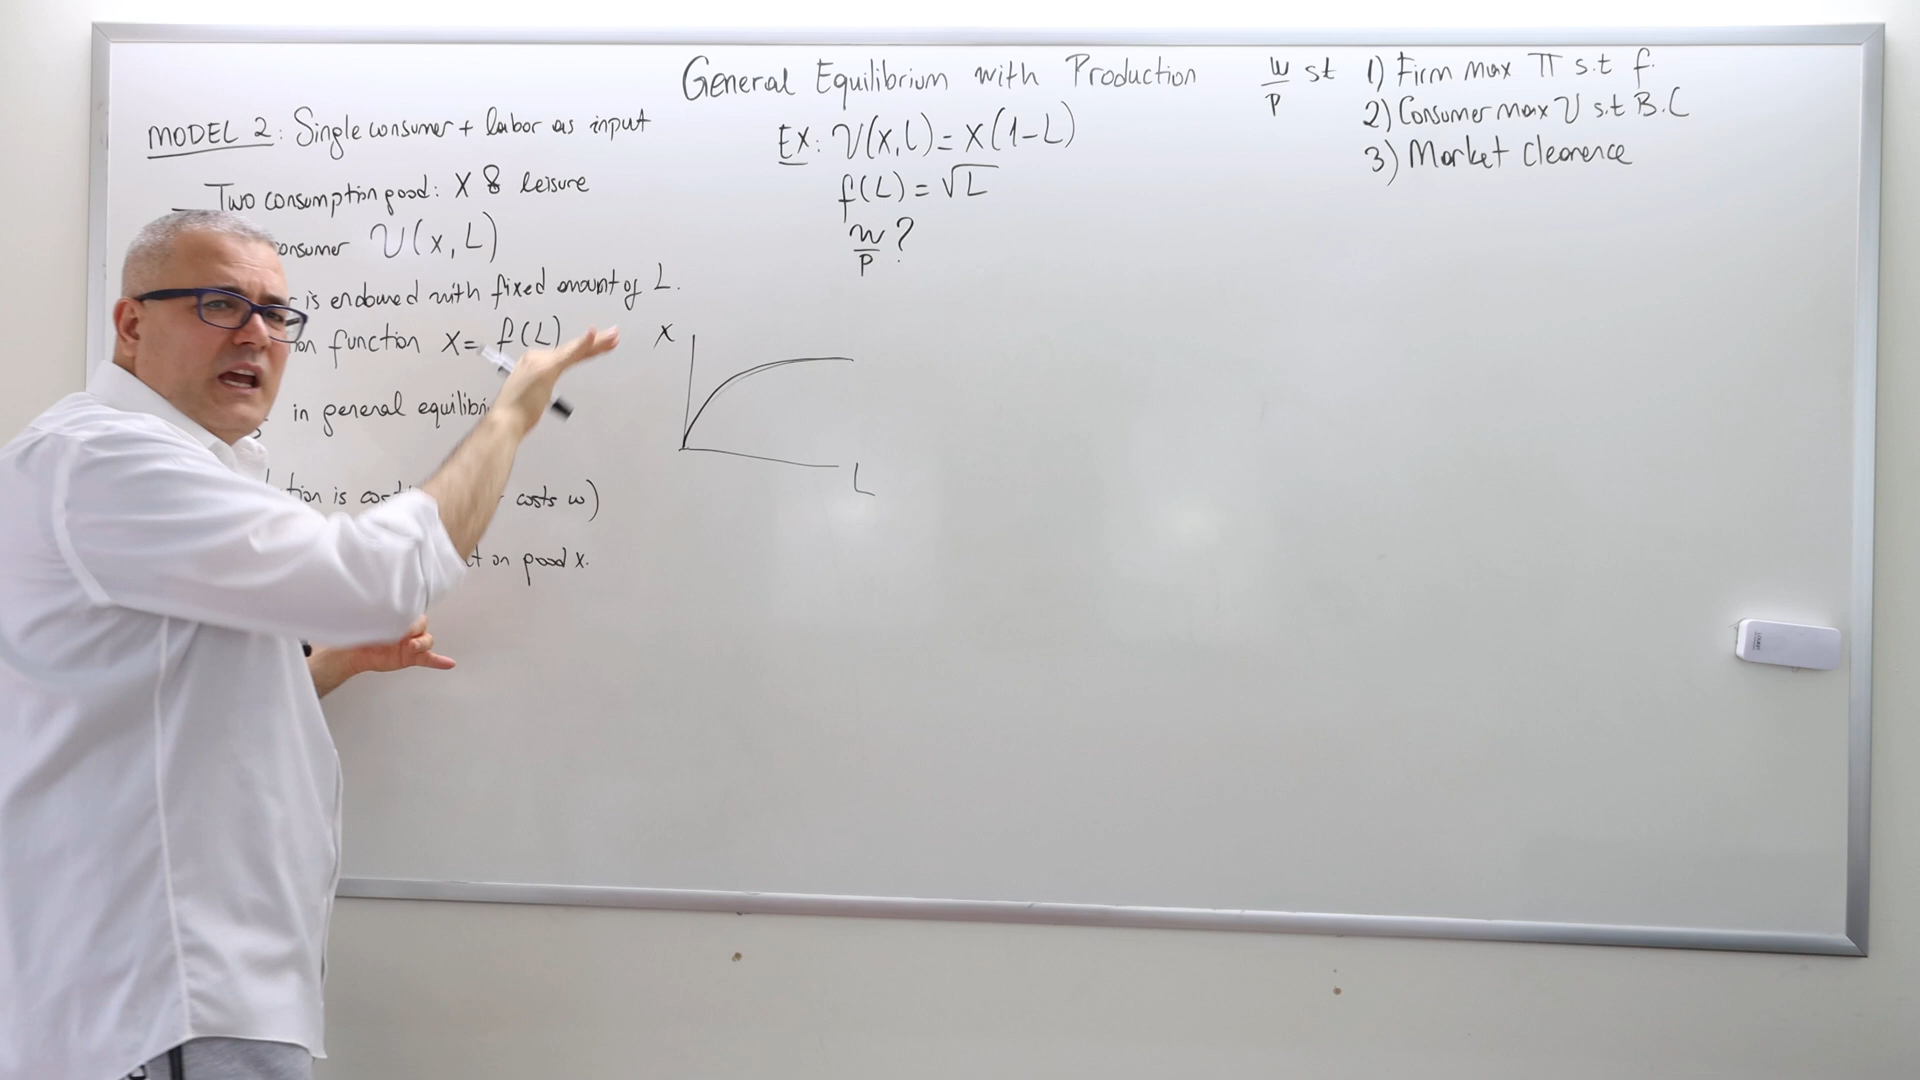 General Equilibrium with Production
MODEL 2: Single consumer + labor as input
Two consumption good: X & leisure
onsumer U(x, L)
r is endowed with fixed amount of L.
ion function X = f(L)
in general equilibri
tion is cost costs w)
t on good x.
Ex: U(x, L) = X(1-L)
f(L) = √L
w/p ?
X
L
w/p st 1) Firm max π s.t f.
2) Consumer max U s.t B.C
3) Market Clearence